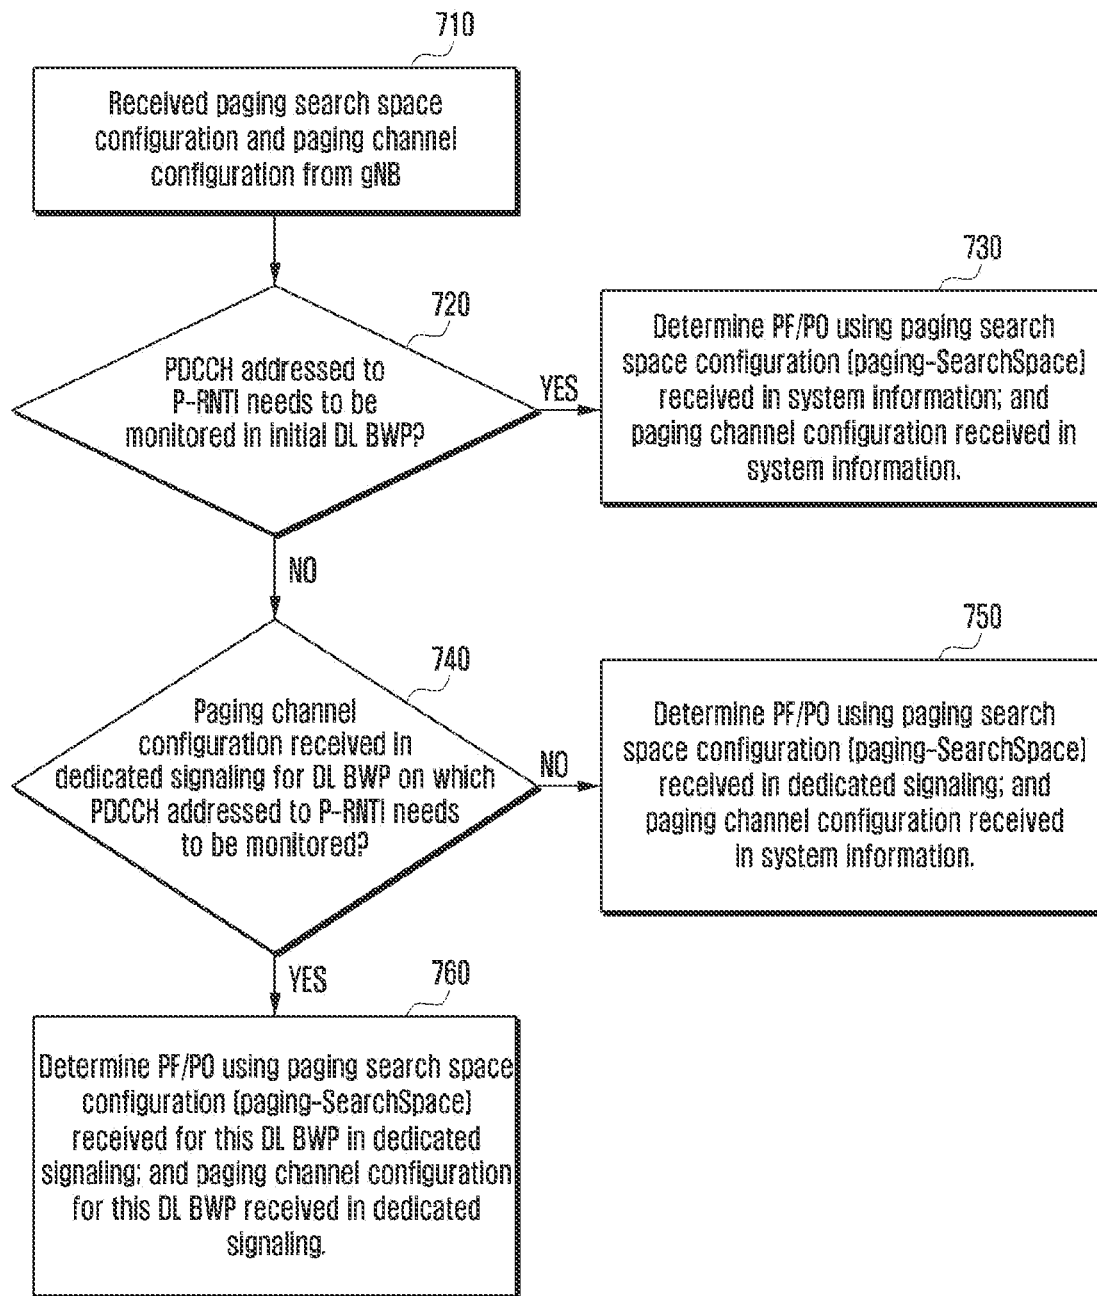 710
Received paging search space
configuration and paging channel
configuration from gNB
720
PDCCH addressed to
P-RNTI needs to be
monitored in initial DL BWP?
YES
730
Determine PF/PO using paging search
space configuration (paging-SearchSpace)
received in system information; and
paging channel configuration received in
system information.
NO
740
Paging channel
configuration received in
dedicated signaling for DL BWP on which
PDCCH addressed to P-RNTI needs
to be monitored?
NO
750
Determine PF/PO using paging search
space configuration (paging-SearchSpace)
received in dedicated signaling; and
paging channel configuration received
in system information.
YES
760
Determine PF/PO using paging search space
configuration (paging-SearchSpace)
received for this DL BWP in dedicated
signaling; and paging channel configuration
for this DL BWP received in dedicated
signaling.